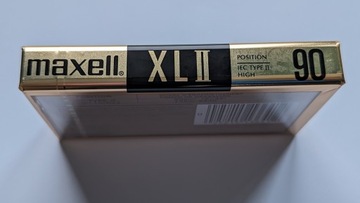 maxell® XLII POSITION 90
IEC TYPE II·
HIGH